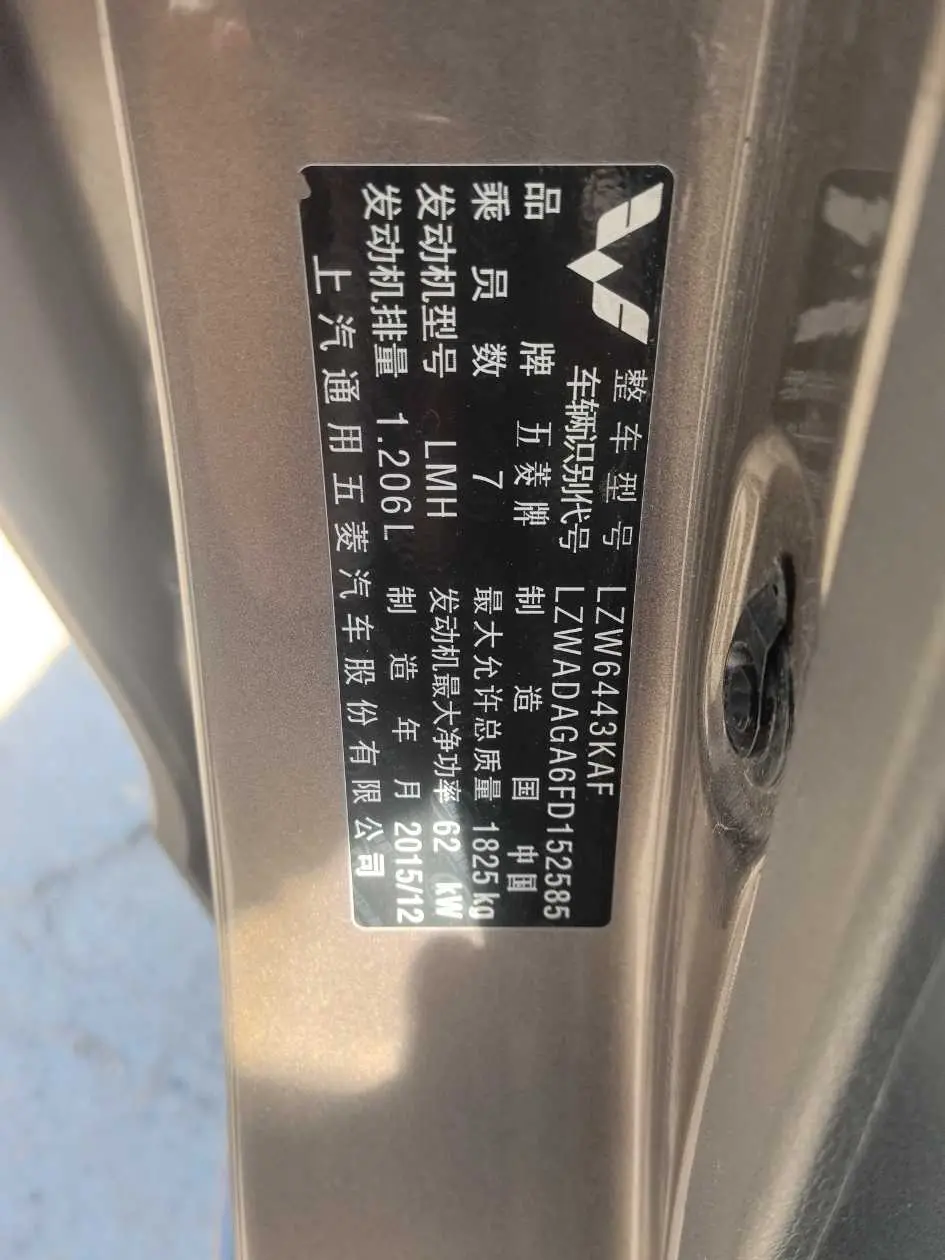 整车型号 LZW6443KAF
车辆识别代号 LZWADAGA6FD152585
品牌 五菱牌 制造国 中国
乘员数 7 最大允许总质量 1825 kg
发动机型号 LMH 发动机最大净功率 62 kW
发动机排量 1.206L 制造年月 2015/12
上汽通用五菱汽车股份有限公司